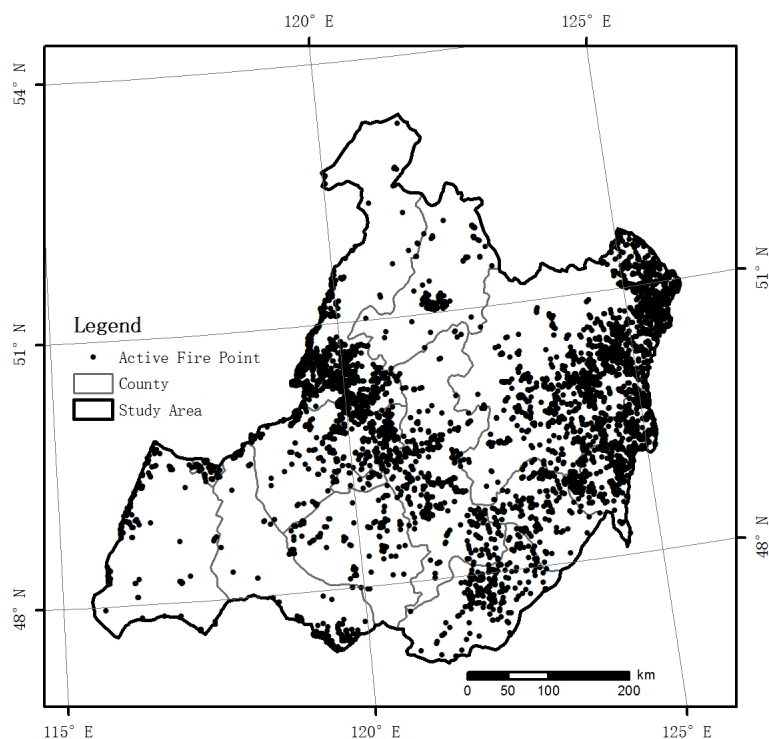 120° E 125° E
54° N
51° N
Legend
51° N
Active Fire Point
County
Study Area
48° N
48° N
km
0 50 100 200
115° E 120° E 125° E